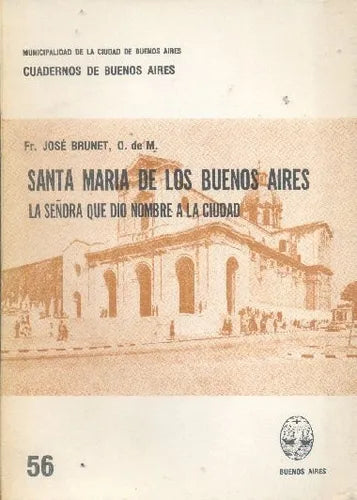 MUNICIPALIDAD DE LA CIUDAD DE BUENOS AIRES
CUADERNOS DE BUENOS AIRES
Fr. JOSÉ BRUNET, O. de M.
SANTA MARIA DE LOS BUENOS AIRES
LA SEÑORA QUE DIO NOMBRE A LA CIUDAD
56
BUENOS AIRES